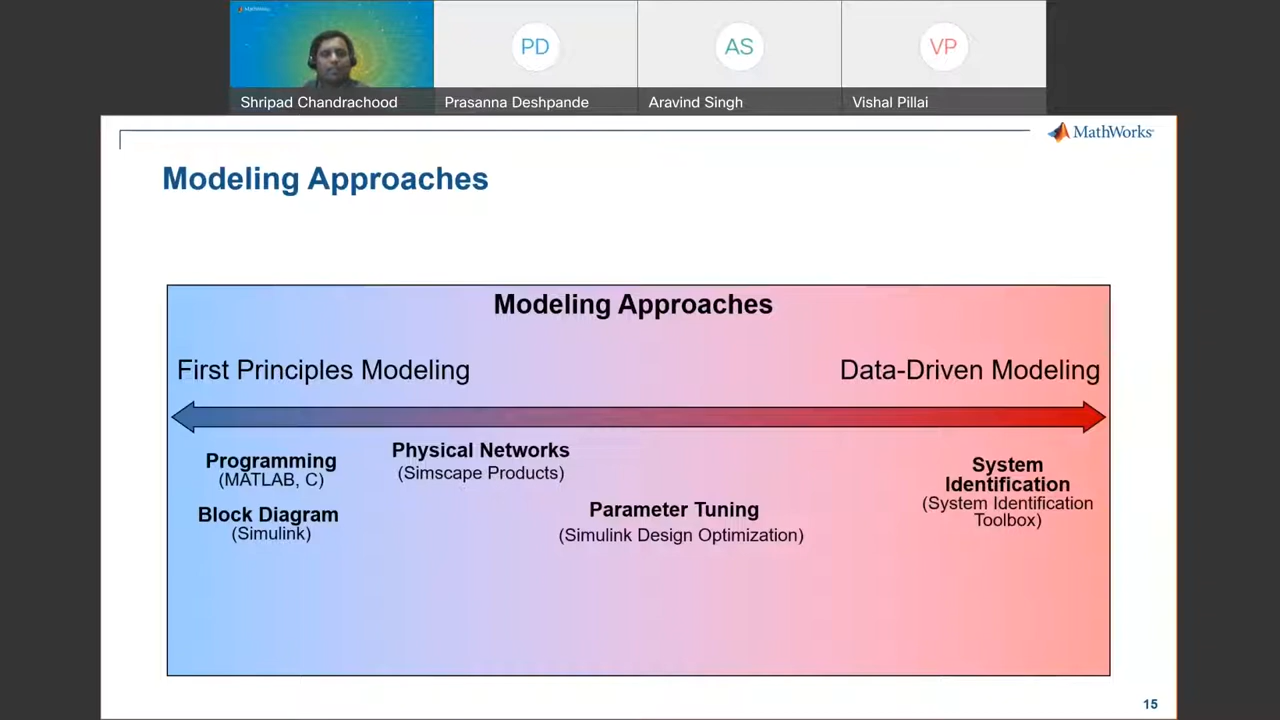 MathWorks
PD
AS
VP
Shripad Chandrachood
Prasanna Deshpande
Aravind Singh
Vishal Pillai
MathWorks
Modeling Approaches
Modeling Approaches
First Principles Modeling
Data-Driven Modeling
Programming
(MATLAB, C)
Block Diagram
(Simulink)
Physical Networks
(Simscape Products)
Parameter Tuning
(Simulink Design Optimization)
System
Identification
(System Identification
Toolbox)
15